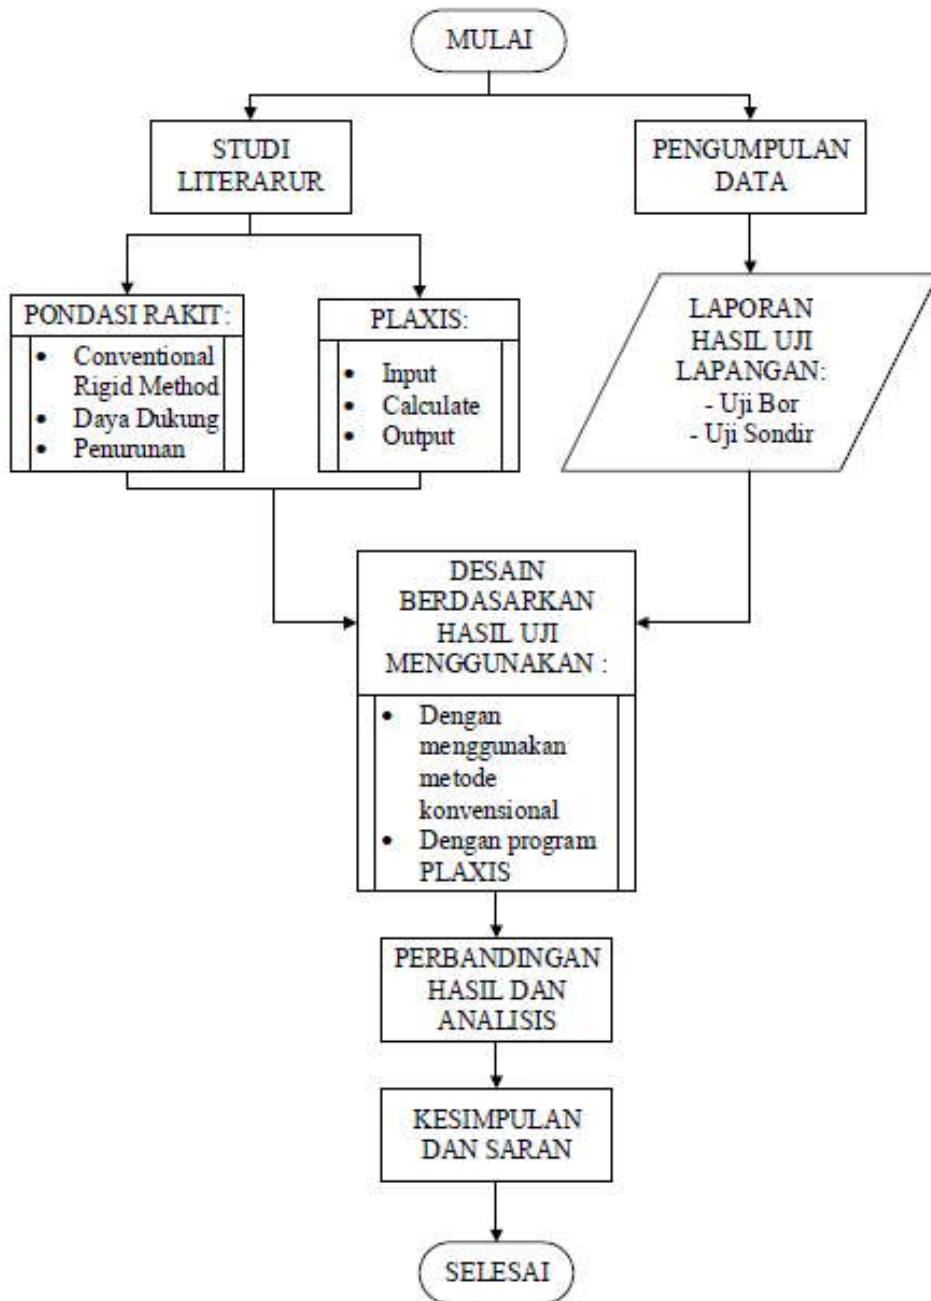 MULAI
STUDI
LITERARUR
PENGUMPULAN
DATA
PONDASI RAKIT:
• Conventional
Rigid Method
• Daya Dukung
• Penurunan
PLAXIS:
• Input
• Calculate
• Output
LAPORAN
HASIL UJI
LAPANGAN:
- Uji Bor
- Uji Sondir
DESAIN
BERDASARKAN
HASIL UJI
MENGGUNAKAN :
• Dengan
menggunakan
metode
konvensional
• Dengan program
PLAXIS
PERBANDINGAN
HASIL DAN
ANALISIS
KESIMPULAN
DAN SARAN
SELESAI